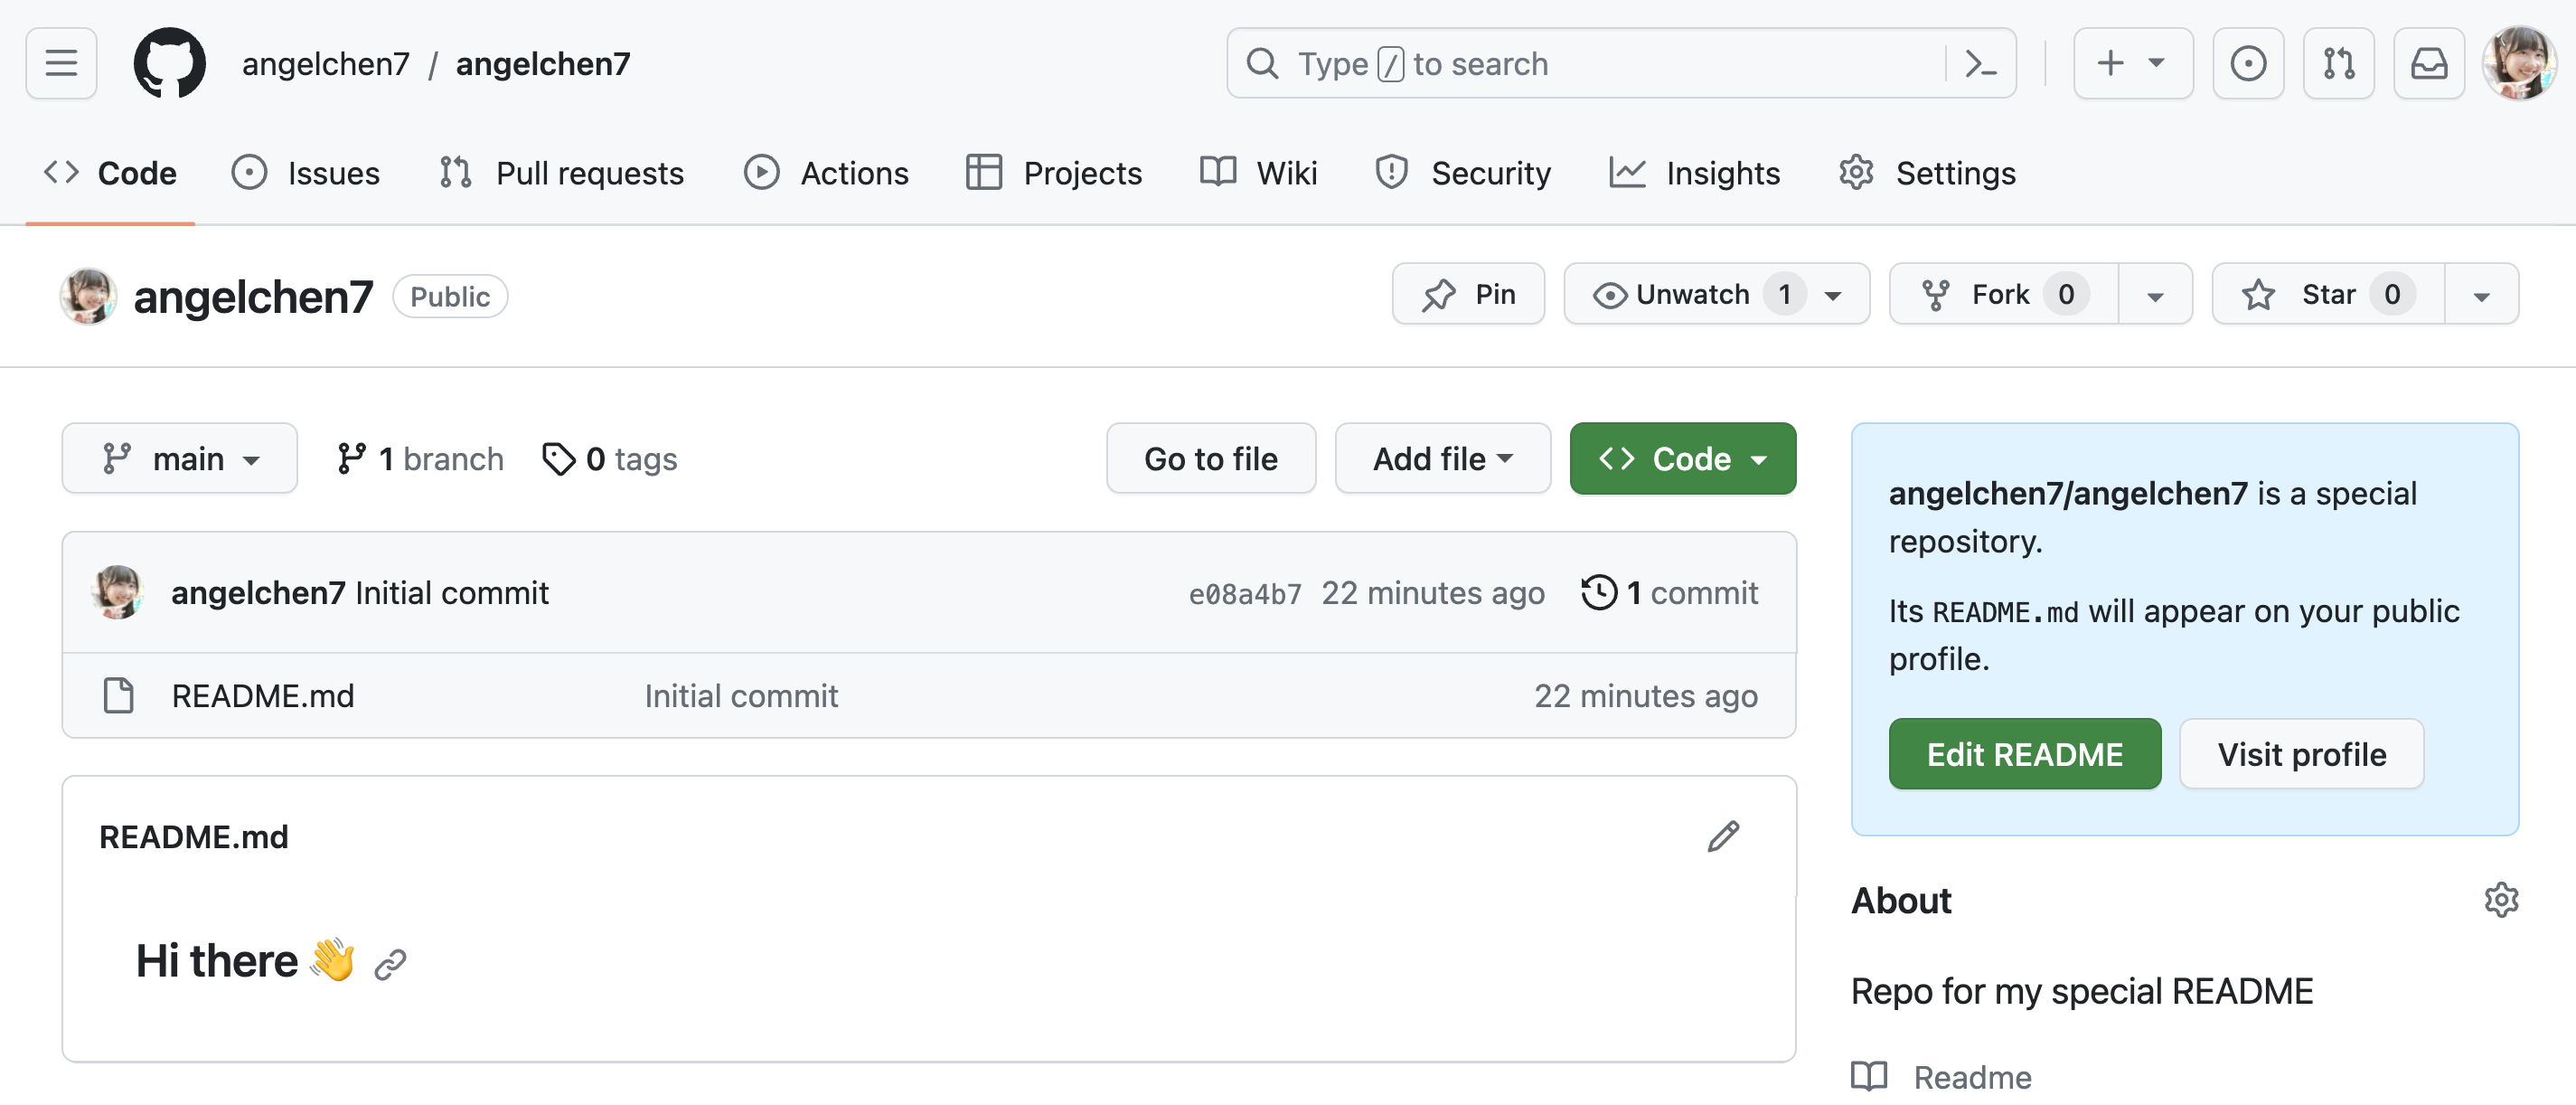 angelchen7 / angelchen7
Type / to search
Code Issues Pull requests Actions Projects Wiki Security Insights Settings
angelchen7 Public
Pin Unwatch 1 Fork 0 Star 0
main 1 branch 0 tags Go to file Add file Code
angelchen7 Initial commit e08a4b7 22 minutes ago 1 commit
README.md Initial commit 22 minutes ago
README.md
Hi there 👋
angelchen7/angelchen7 is a special
repository.
Its README.md will appear on your public
profile.
Edit README Visit profile
About
Repo for my special README
Readme